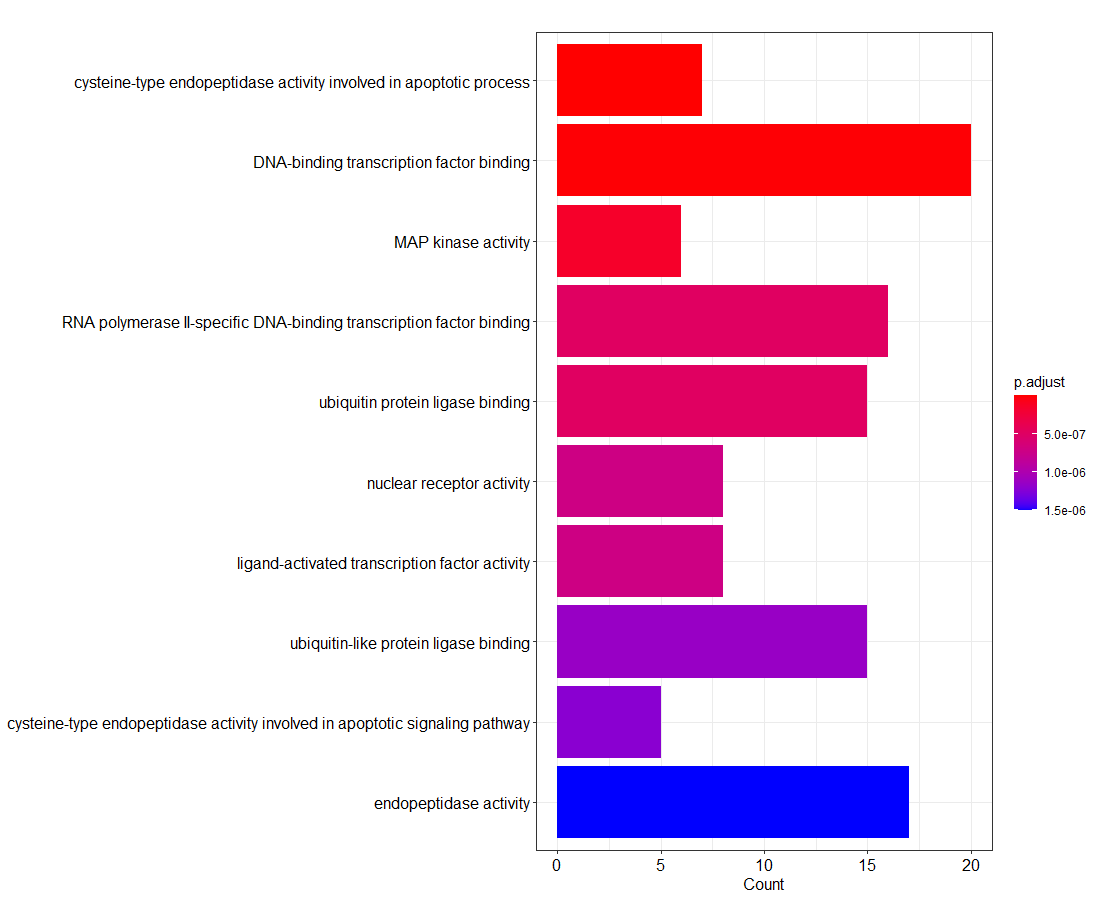 cysteine-type endopeptidase activity involved in apoptotic process
DNA-binding transcription factor binding
MAP kinase activity
RNA polymerase II-specific DNA-binding transcription factor binding
ubiquitin protein ligase binding
nuclear receptor activity
ligand-activated transcription factor activity
ubiquitin-like protein ligase binding
cysteine-type endopeptidase activity involved in apoptotic signaling pathway
endopeptidase activity
0 5 10 15 20
Count
p.adjust
5.0e-07
1.0e-06
1.5e-06